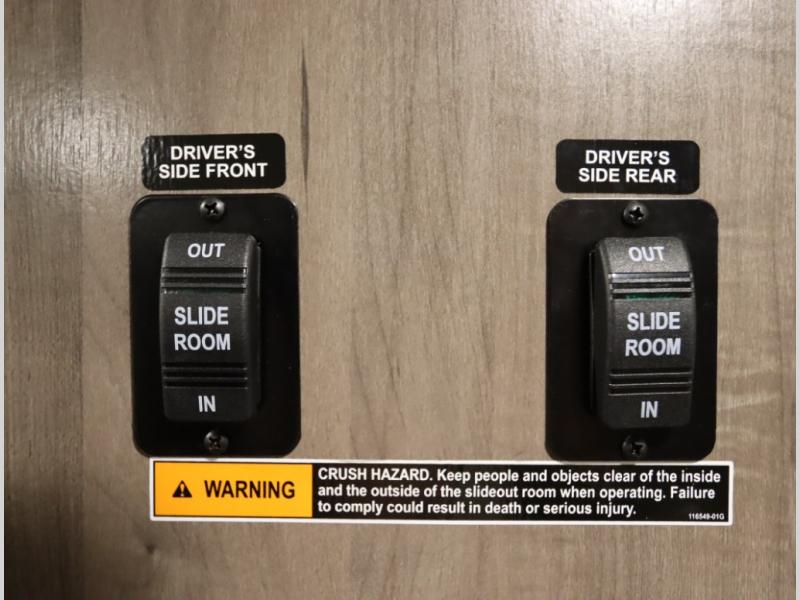 DRIVER'S
SIDE FRONT
DRIVER'S
SIDE REAR
OUT
SLIDE
ROOM
IN
OUT
SLIDE
ROOM
IN
WARNING
CRUSH HAZARD. Keep people and objects clear of the inside
and the outside of the slideout room when operating. Failure
to comply could result in death or serious injury.
116549-01G